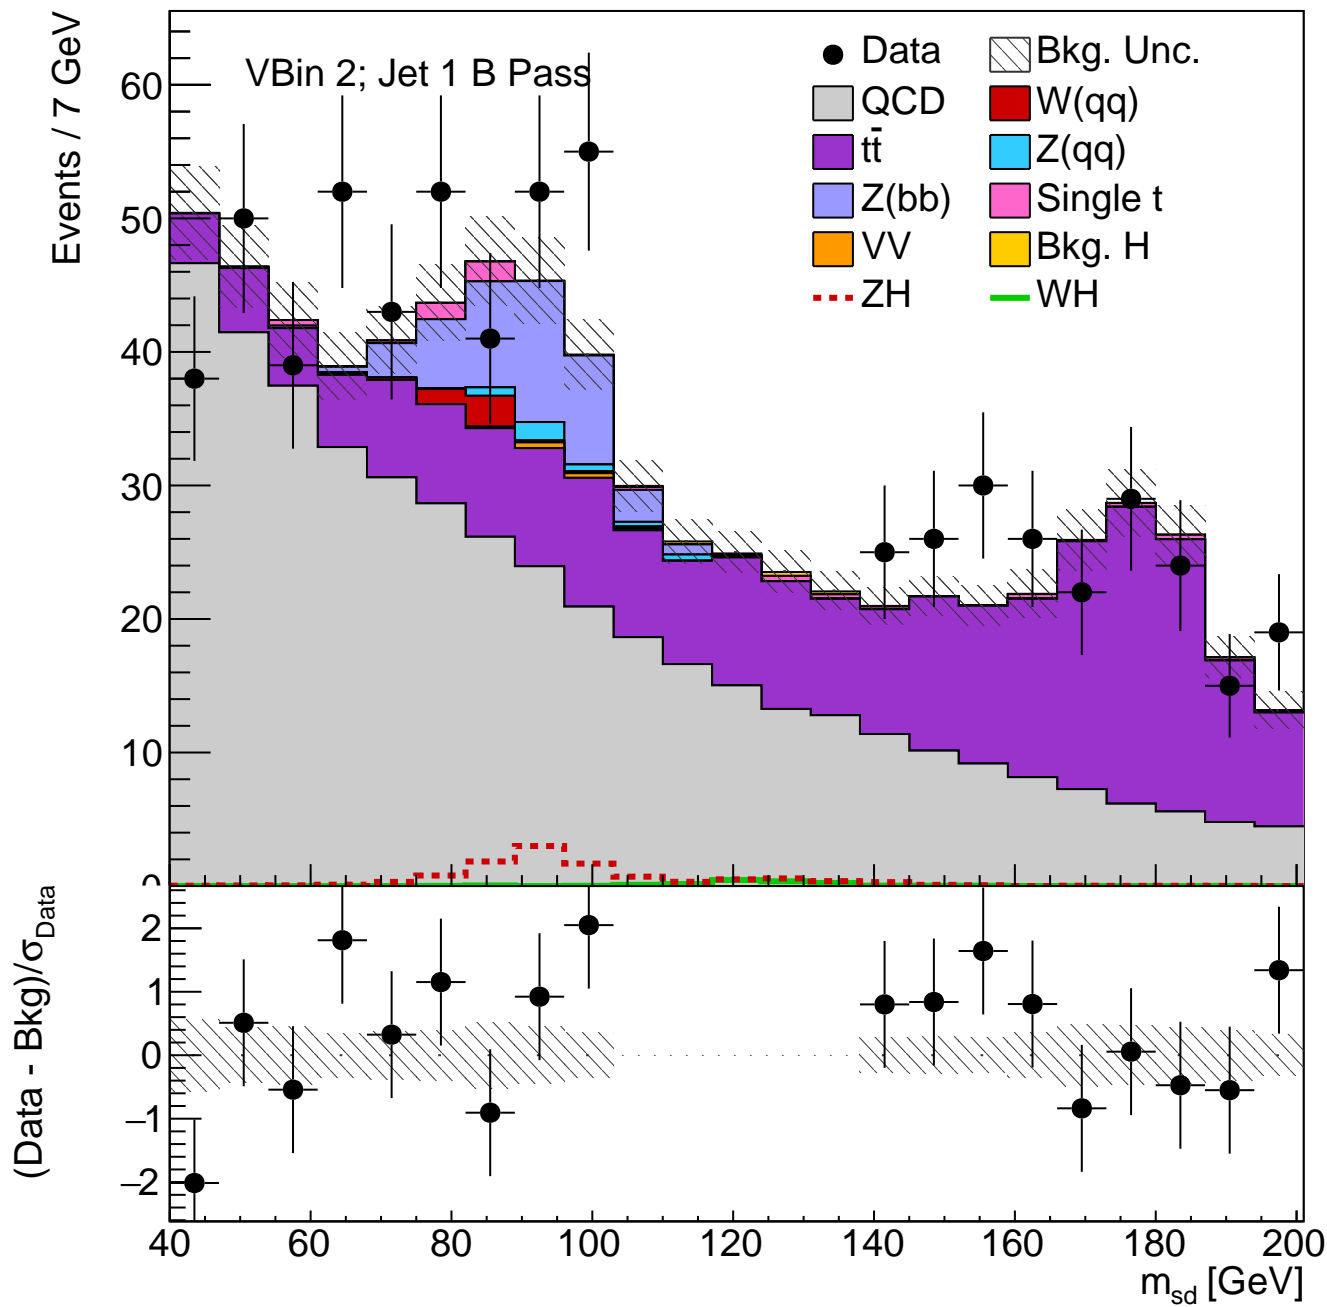 Events / 7 GeV
VBin 2; Jet 1 B Pass
Data
Bkg. Unc.
QCD
W(qq)
tt̄
Z(qq)
Z(bb)
Single t
VV
Bkg. H
ZH
WH
60
50
40
30
20
10
0
(Data - Bkg)/σ_Data
2
1
0
−1
−2
40 60 80 100 120 140 160 180 200
m_sd [GeV]